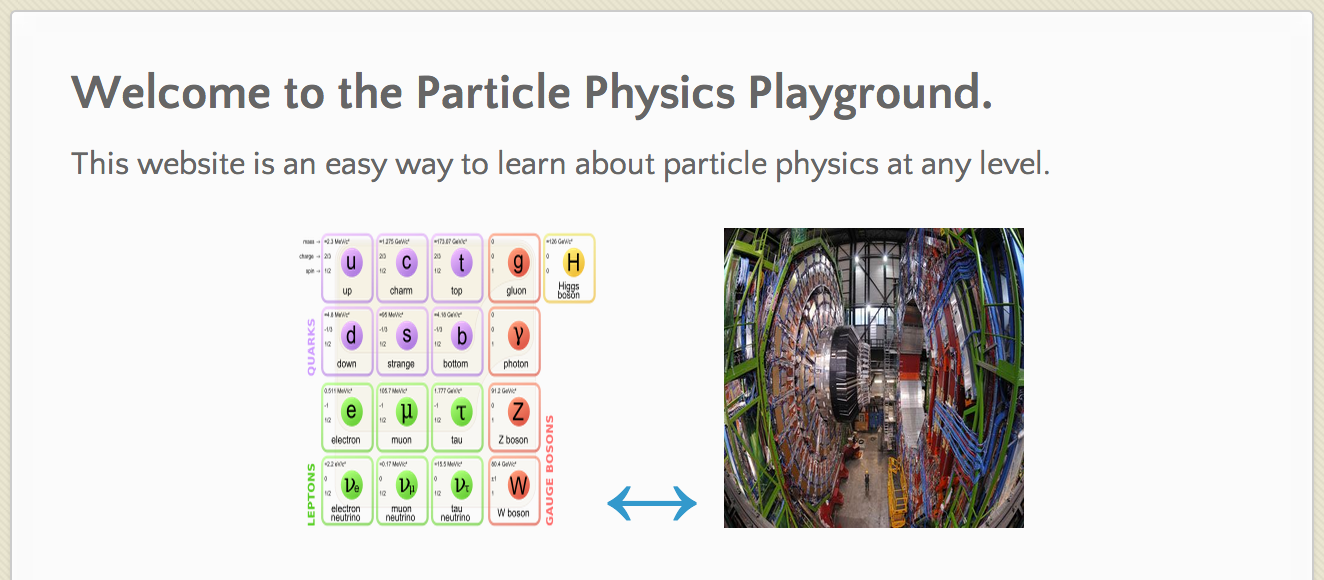 Welcome to the Particle Physics Playground.
This website is an easy way to learn about particle physics at any level.
mass → ≈2.3 MeV/c² ≈1.275 GeV/c² ≈173.07 GeV/c² 0 ≈126 GeV/c²
charge → 2/3 2/3 2/3 0 0
spin → 1/2 1/2 1/2 1 0
u c t g H
up charm top gluon Higgs boson
QUARKS
≈4.8 MeV/c² ≈95 MeV/c² ≈4.18 GeV/c² 0
-1/3 -1/3 -1/3 0
1/2 1/2 1/2 1
d s b γ
down strange bottom photon
0.511 MeV/c² 105.7 MeV/c² 1.777 GeV/c² 91.2 GeV/c²
-1 -1 -1 0
1/2 1/2 1/2 1
e μ τ Z
electron muon tau Z boson
LEPTONS
<2.2 eV/c² <0.17 MeV/c² <15.5 MeV/c² 80.4 GeV/c²
0 0 0 ±1
1/2 1/2 1/2 1
νe νμ ντ W
electron neutrino muon neutrino tau neutrino W boson
GAUGE BOSONS